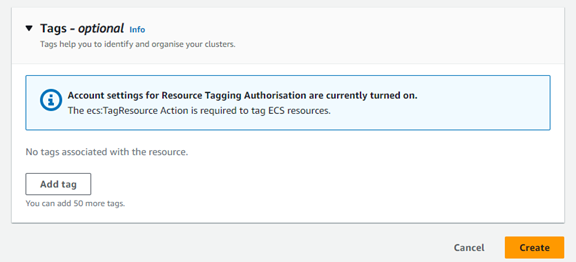 Tags - optional Info
Tags help you to identify and organise your clusters.
Account settings for Resource Tagging Authorisation are currently turned on.
The ecs:TagResource Action is required to tag ECS resources.
No tags associated with the resource.
Add tag
You can add 50 more tags.
Cancel Create